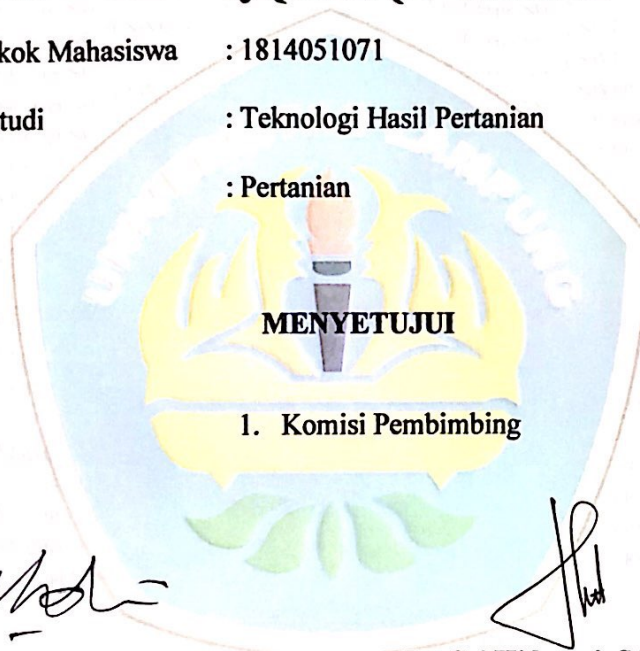 kok Mahasiswa : 1814051071
tudi : Teknologi Hasil Pertanian
: Pertanian
MENYETUJUI
1. Komisi Pembimbing